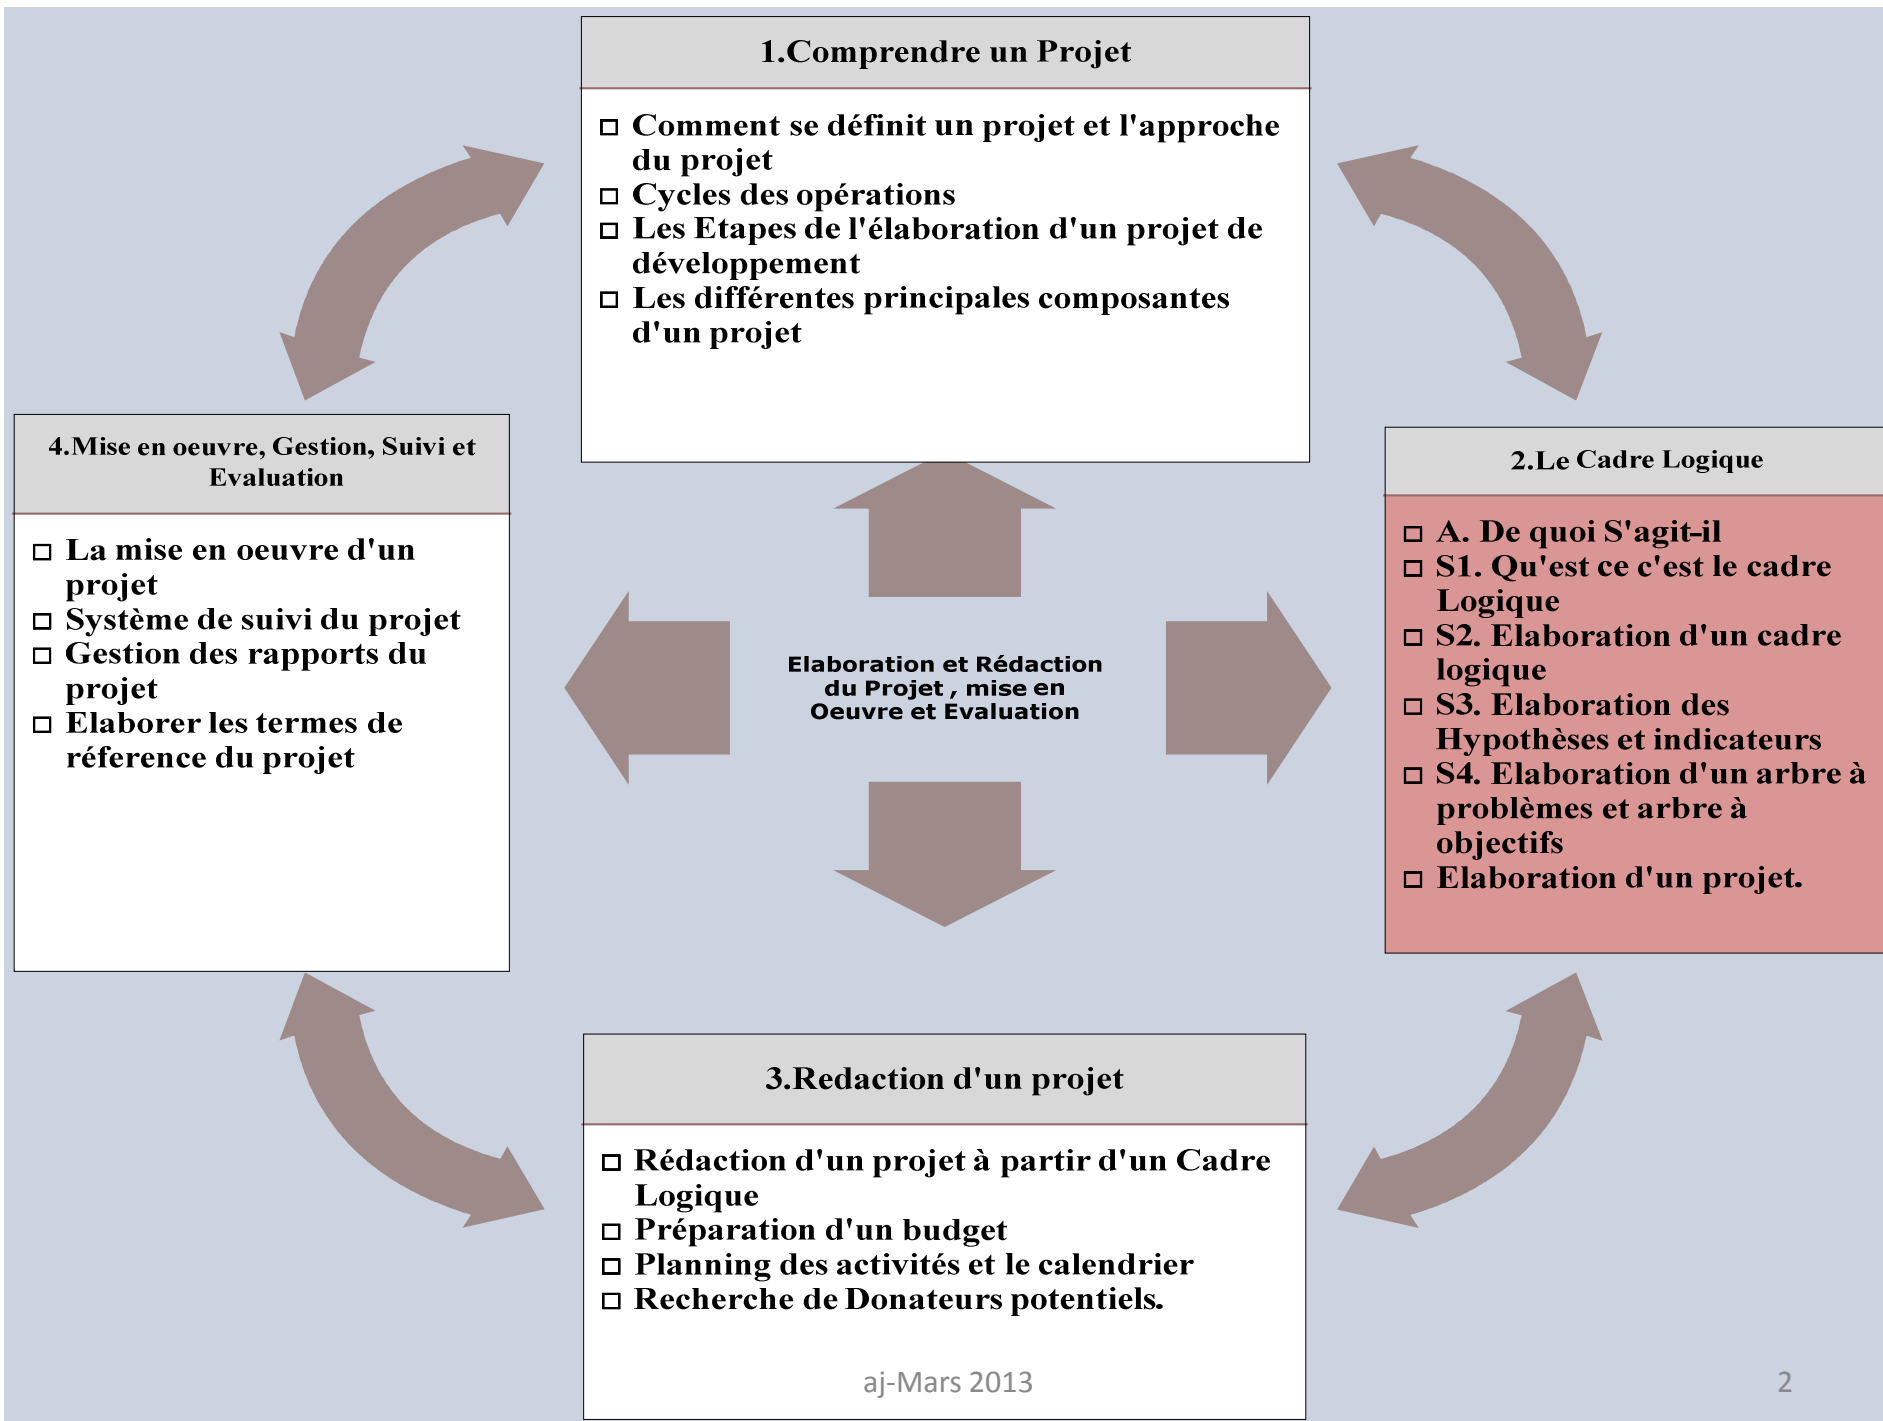 1.Comprendre un Projet
□ Comment se définit un projet et l'approche
du projet
□ Cycles des opérations
□ Les Etapes de l'élaboration d'un projet de
développement
□ Les différentes principales composantes
d'un projet
4.Mise en oeuvre, Gestion, Suivi et
Evaluation
□ La mise en oeuvre d'un
projet
□ Système de suivi du projet
□ Gestion des rapports du
projet
□ Elaborer les termes de
réference du projet
Elaboration et Rédaction
du Projet , mise en
Oeuvre et Evaluation
2.Le Cadre Logique
□ A. De quoi S'agit-il
□ S1. Qu'est ce c'est le cadre
Logique
□ S2. Elaboration d'un cadre
logique
□ S3. Elaboration des
Hypothèses et indicateurs
□ S4. Elaboration d'un arbre à
problèmes et arbre à
objectifs
□ Elaboration d'un projet.
3.Redaction d'un projet
□ Rédaction d'un projet à partir d'un Cadre
Logique
□ Préparation d'un budget
□ Planning des activités et le calendrier
□ Recherche de Donateurs potentiels.
aj-Mars 2013
2